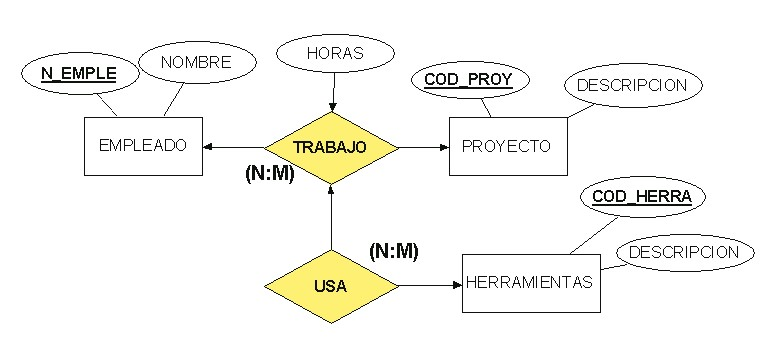 HORAS
N_EMPLE
NOMBRE
COD_PROY
DESCRIPCION
EMPLEADO
TRABAJO
PROYECTO
(N:M)
COD_HERRA
(N:M)
DESCRIPCION
USA
HERRAMIENTAS